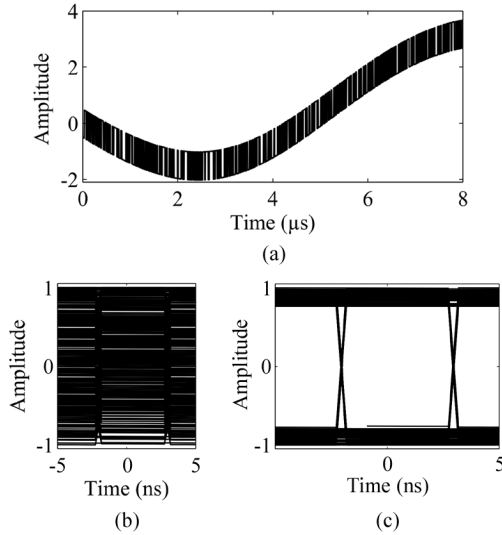 4
2
0
-2
Amplitude
0 2 4 6 8
Time (µs)
(a)
1
0
-1
Amplitude
-5 0 5
Time (ns)
(b)
1
0
-1
Amplitude
0 5
Time (ns)
(c)